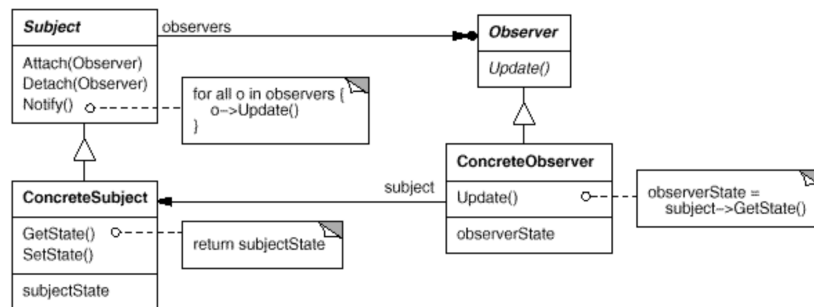 Subject
observers
Observer
Attach(Observer)
Detach(Observer)
Notify()
Update()
for all o in observers {
o->Update()
}
ConcreteSubject
subject
ConcreteObserver
GetState()
SetState()
return subjectState
Update()
observerState =
subject->GetState()
subjectState
observerState